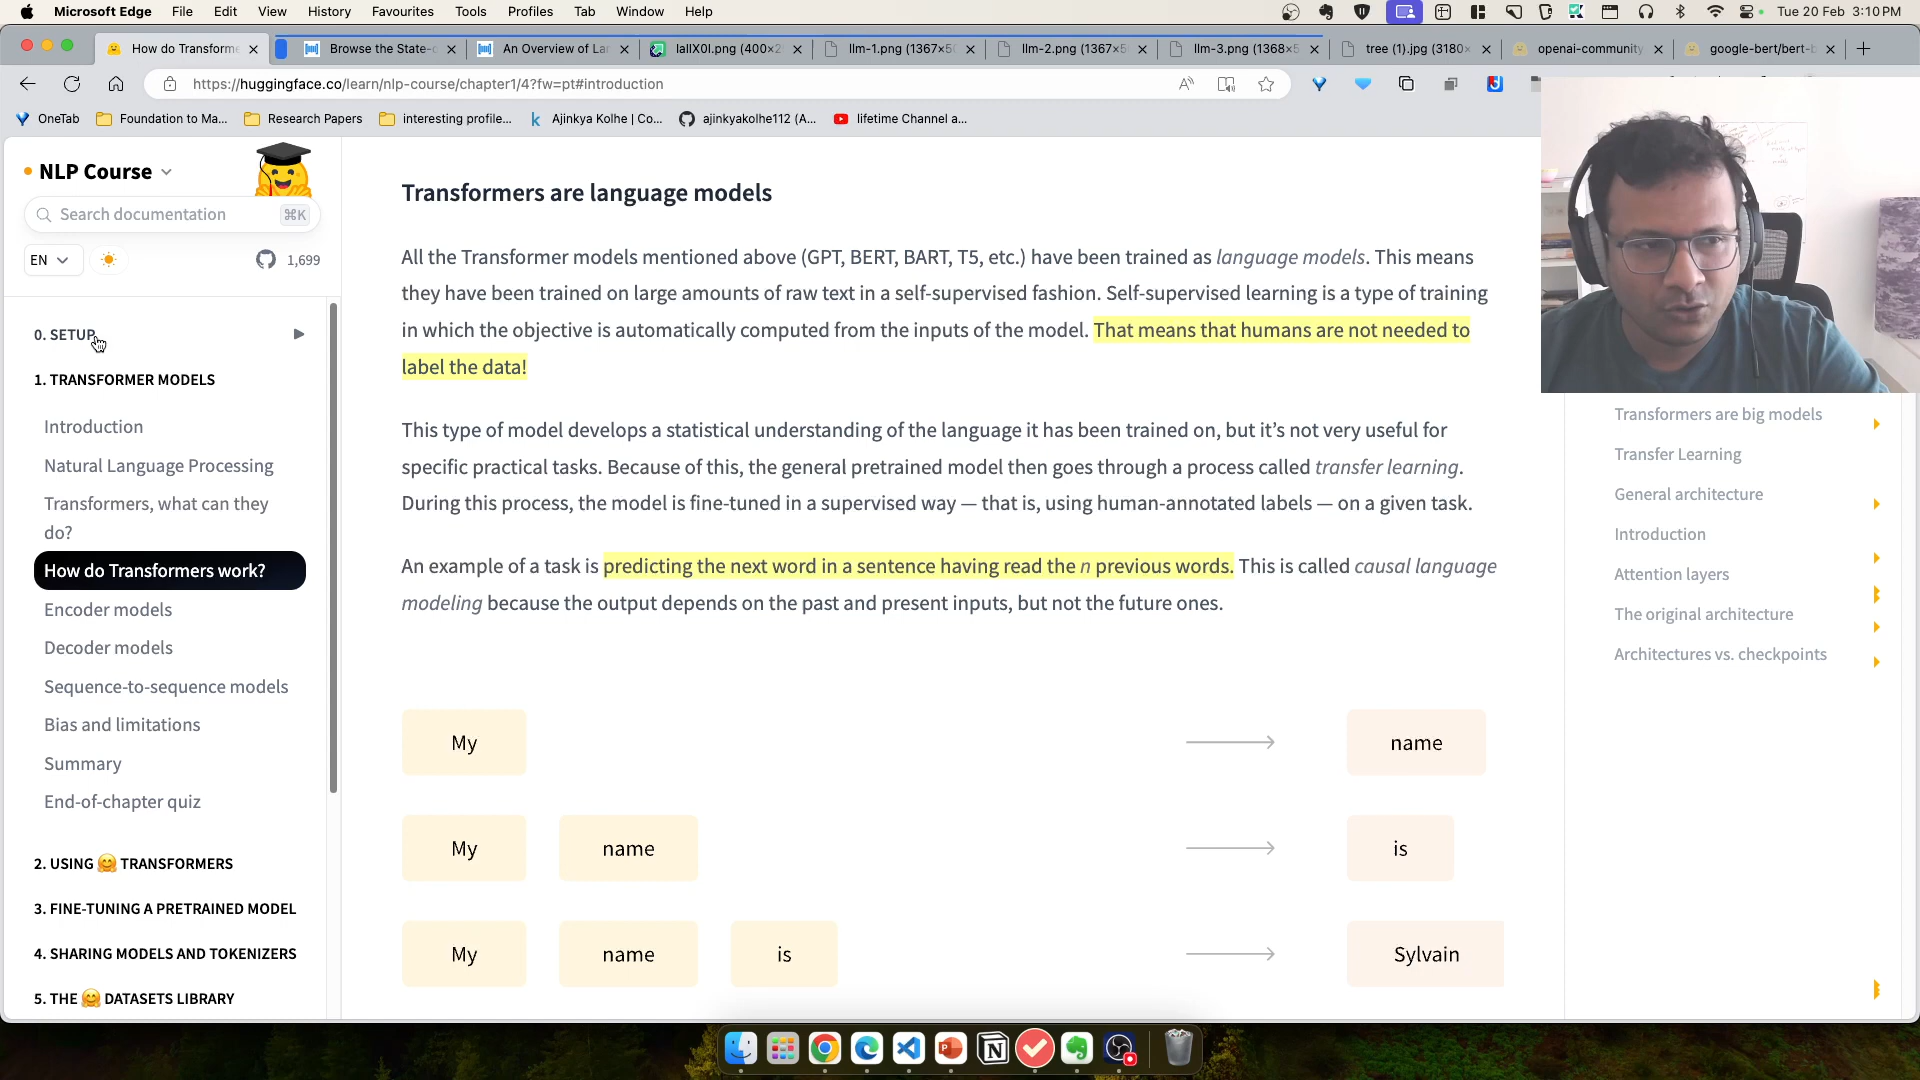 Microsoft Edge File Edit View History Favourites Tools Profiles Tab Window Help Tue 20 Feb 3:10 PM
How do Transforme Browse the State-o An Overview of Lar IallX0I.png (400×2 llm-1.png (1367×5 llm-2.png (1367×5 llm-3.png (1368×5 tree (1).jpg (3180× openai-community google-bert/bert-b
https://huggingface.co/learn/nlp-course/chapter1/4?fw=pt#introduction
OneTab Foundation to Ma... Research Papers interesting profile... Ajinkya Kolhe | Co... ajinkyakolhe112 (A... lifetime Channel a...
NLP Course
Search documentation ⌘K
EN 1,699
0. SETUP
1. TRANSFORMER MODELS
Introduction
Natural Language Processing
Transformers, what can they
do?
How do Transformers work?
Encoder models
Decoder models
Sequence-to-sequence models
Bias and limitations
Summary
End-of-chapter quiz
2. USING 🤗 TRANSFORMERS
3. FINE-TUNING A PRETRAINED MODEL
4. SHARING MODELS AND TOKENIZERS
5. THE 🤗 DATASETS LIBRARY
Transformers are language models
All the Transformer models mentioned above (GPT, BERT, BART, T5, etc.) have been trained as language models. This means
they have been trained on large amounts of raw text in a self-supervised fashion. Self-supervised learning is a type of training
in which the objective is automatically computed from the inputs of the model. That means that humans are not needed to
label the data!
This type of model develops a statistical understanding of the language it has been trained on, but it's not very useful for
specific practical tasks. Because of this, the general pretrained model then goes through a process called transfer learning.
During this process, the model is fine-tuned in a supervised way — that is, using human-annotated labels — on a given task.
An example of a task is predicting the next word in a sentence having read the n previous words. This is called causal language
modeling because the output depends on the past and present inputs, but not the future ones.
My → name
My name → is
My name is → Sylvain
Transformers are big models
Transfer Learning
General architecture
Introduction
Attention layers
The original architecture
Architectures vs. checkpoints